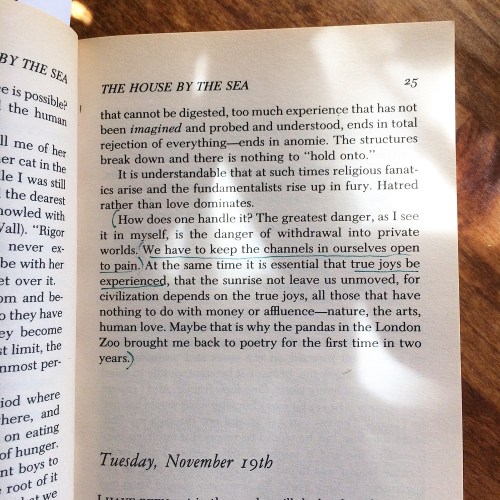 BY THE SEA
e is possible?
the human
ll me of her
er cat in the
le I was still
the dearest
howled with
Wall). "Rigor
never ex-
be with her
et over it.
om and be-
o they have
ey become
st limit, the
nmost per-
iod where
here, and
on eating
of hunger.
nt boys to
root of it
at we
THE HOUSE BY THE SEA 25
that cannot be digested, too much experience that has not
been imagined and probed and understood, ends in total
rejection of everything—ends in anomie. The structures
break down and there is nothing to "hold onto."
It is understandable that at such times religious fanat-
ics arise and the fundamentalists rise up in fury. Hatred
rather than love dominates.
How does one handle it? The greatest danger, as I see
it in myself, is the danger of withdrawal into private
worlds. We have to keep the channels in ourselves open
to pain. At the same time it is essential that true joys be
experienced, that the sunrise not leave us unmoved, for
civilization depends on the true joys, all those that have
nothing to do with money or affluence—nature, the arts,
human love. Maybe that is why the pandas in the London
Zoo brought me back to poetry for the first time in two
years.
Tuesday, November 19th